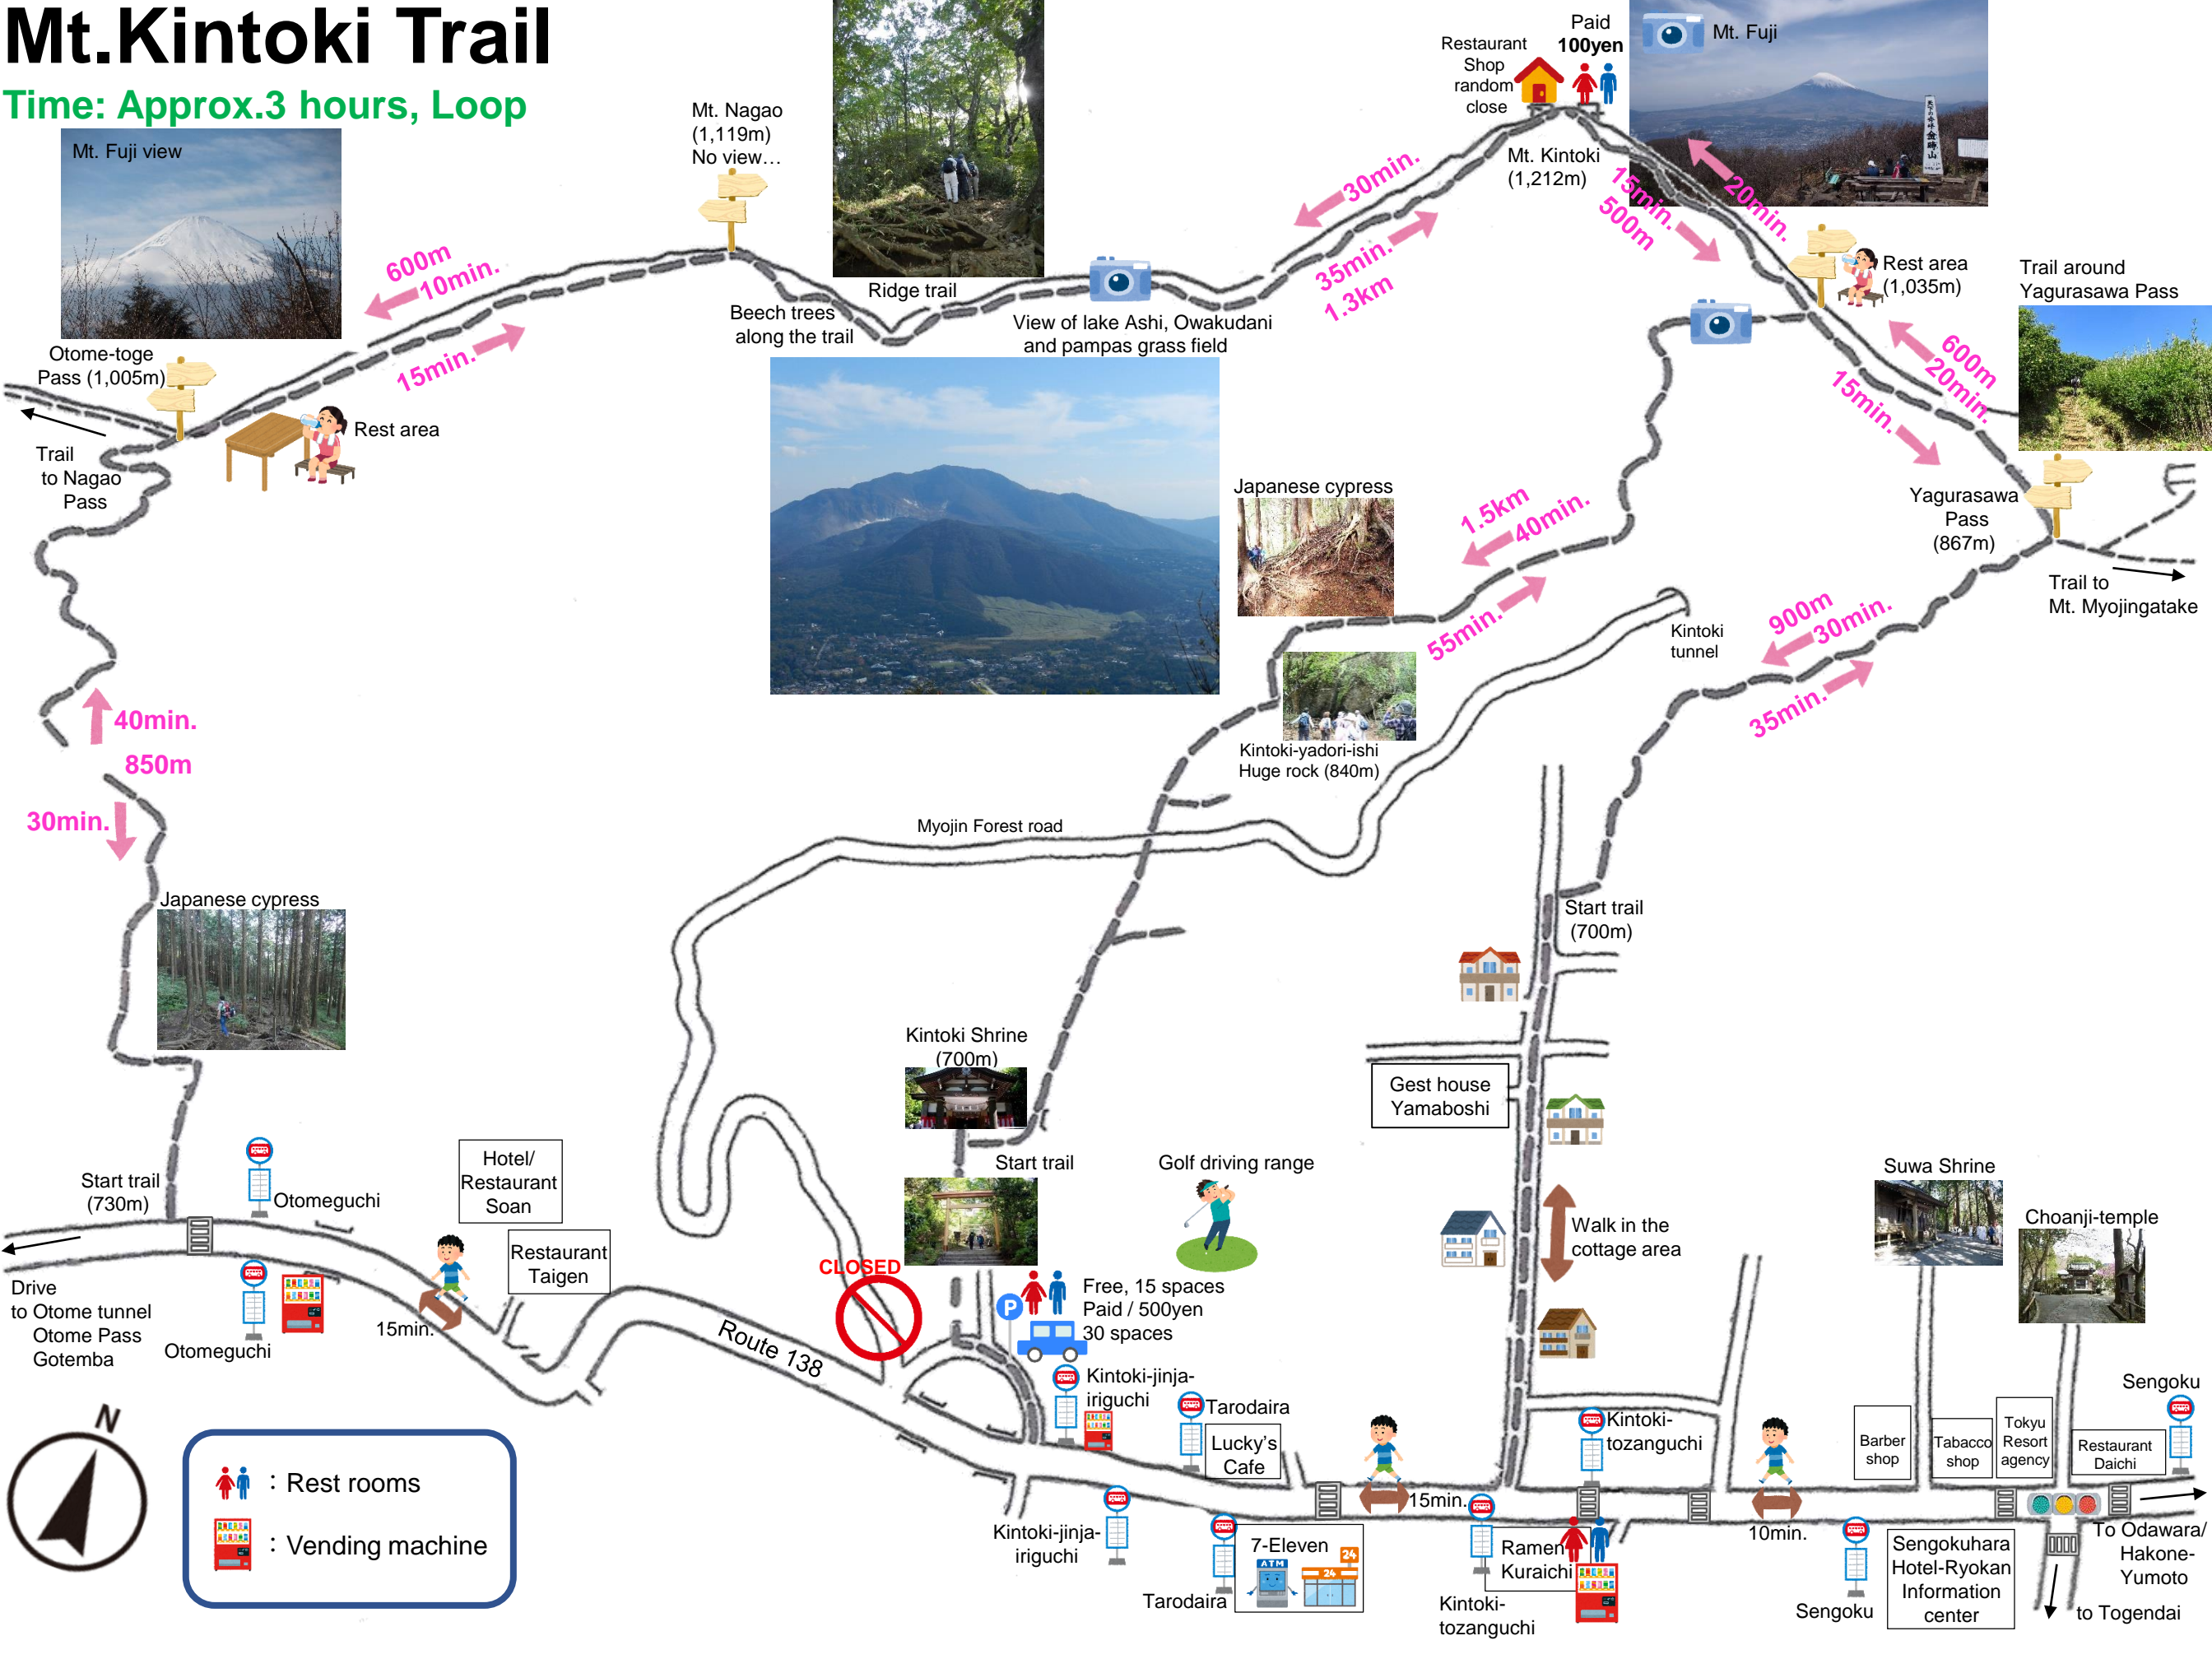 Mt.Kintoki Trail
Time: Approx.3 hours, Loop
Mt. Fuji view
Mt. Nagao
(1,119m)
No view…
Restaurant
Shop
random
close
Paid
100yen
Mt. Fuji
Mt. Kintoki
(1,212m)
30min.
35min.
1.3km
15min.
500m
20min.
Rest area
(1,035m)
Trail around
Yagurasawa Pass
600m
10min.
15min.
Ridge trail
Beech trees
along the trail
View of lake Ashi, Owakudani
and pampas grass field
600m
20min.
15min.
Otome-toge
Pass (1,005m)
Rest area
Trail
to Nagao
Pass
Japanese cypress
1.5km
40min.
55min.
Yagurasawa
Pass
(867m)
Trail to
Mt. Myojingatake
Kintoki
tunnel
900m
30min.
35min.
40min.
850m
30min.
Kintoki-yadori-ishi
Huge rock (840m)
Myojin Forest road
Japanese cypress
Start trail
(700m)
Kintoki Shrine
(700m)
Gest house
Yamaboshi
Start trail
(730m)
Otomeguchi
Hotel/
Restaurant
Soan
Restaurant
Taigen
Start trail
Golf driving range
Walk in the
cottage area
Suwa Shrine
Choanji-temple
CLOSED
P
Free, 15 spaces
Paid / 500yen
30 spaces
Drive
to Otome tunnel
Otome Pass
Gotemba
Otomeguchi
15min.
Route 138
Kintoki-jinja-
iriguchi
Tarodaira
Lucky's
Cafe
Kintoki-
tozanguchi
Barber
shop
Tabacco
shop
Tokyu
Resort
agency
Restaurant
Daichi
Sengoku
N
: Rest rooms
: Vending machine
Kintoki-jinja-
iriguchi
Tarodaira
7-Eleven
ATM
24
24
15min.
Kintoki-
tozanguchi
Ramen
Kuraichi
10min.
Sengoku
Sengokuhara
Hotel-Ryokan
Information
center
To Odawara/
Hakone-
Yumoto
to Togendai